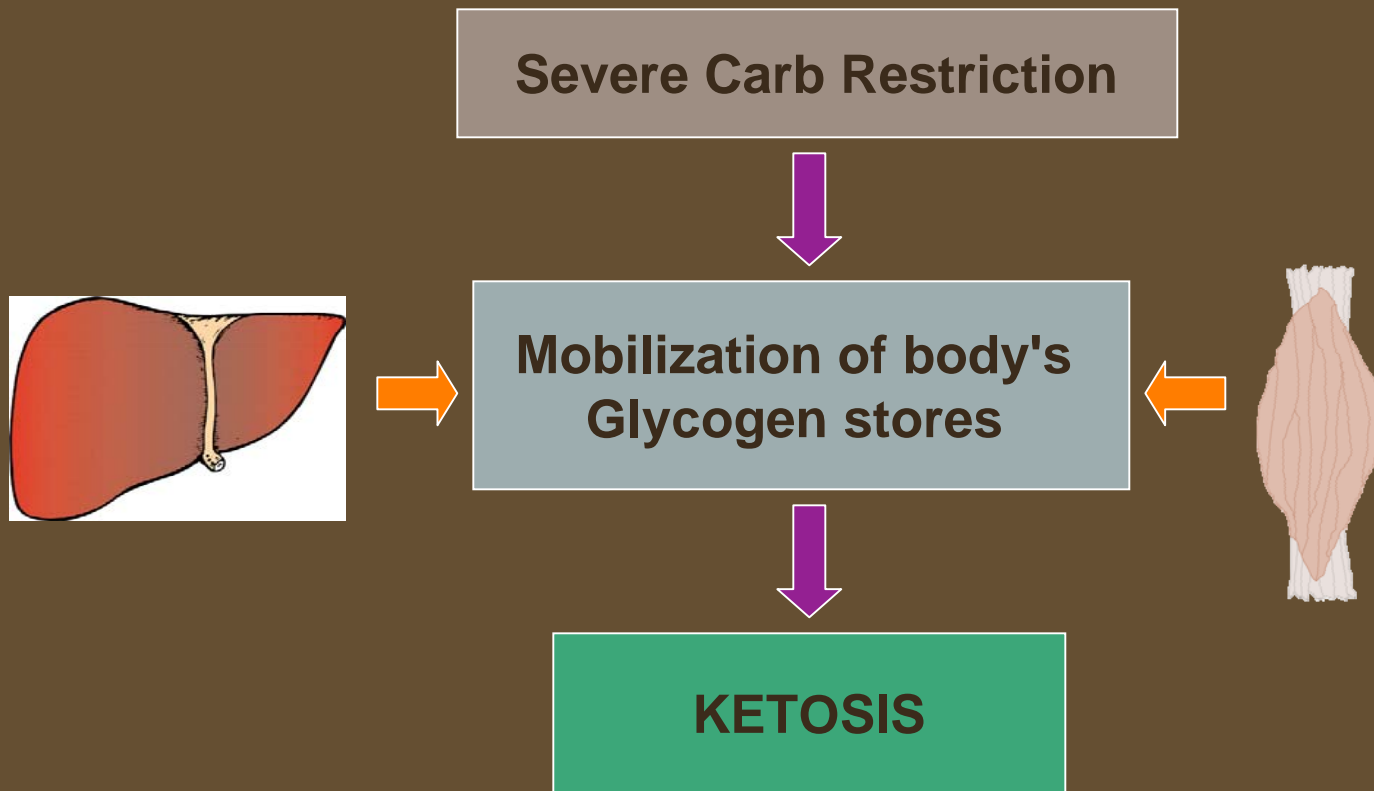 Severe Carb Restriction
Mobilization of body's
Glycogen stores
KETOSIS